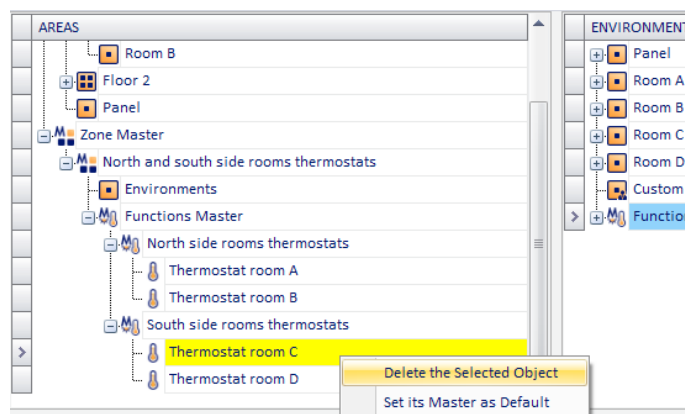 AREAS
Room B
Floor 2
Panel
Zone Master
North and south side rooms thermostats
Environments
Functions Master
North side rooms thermostats
Thermostat room A
Thermostat room B
South side rooms thermostats
Thermostat room C
Thermostat room D
Delete the Selected Object
Set its Master as Default
ENVIRONMENT
Panel
Room A
Room B
Room C
Room D
Custom
Function